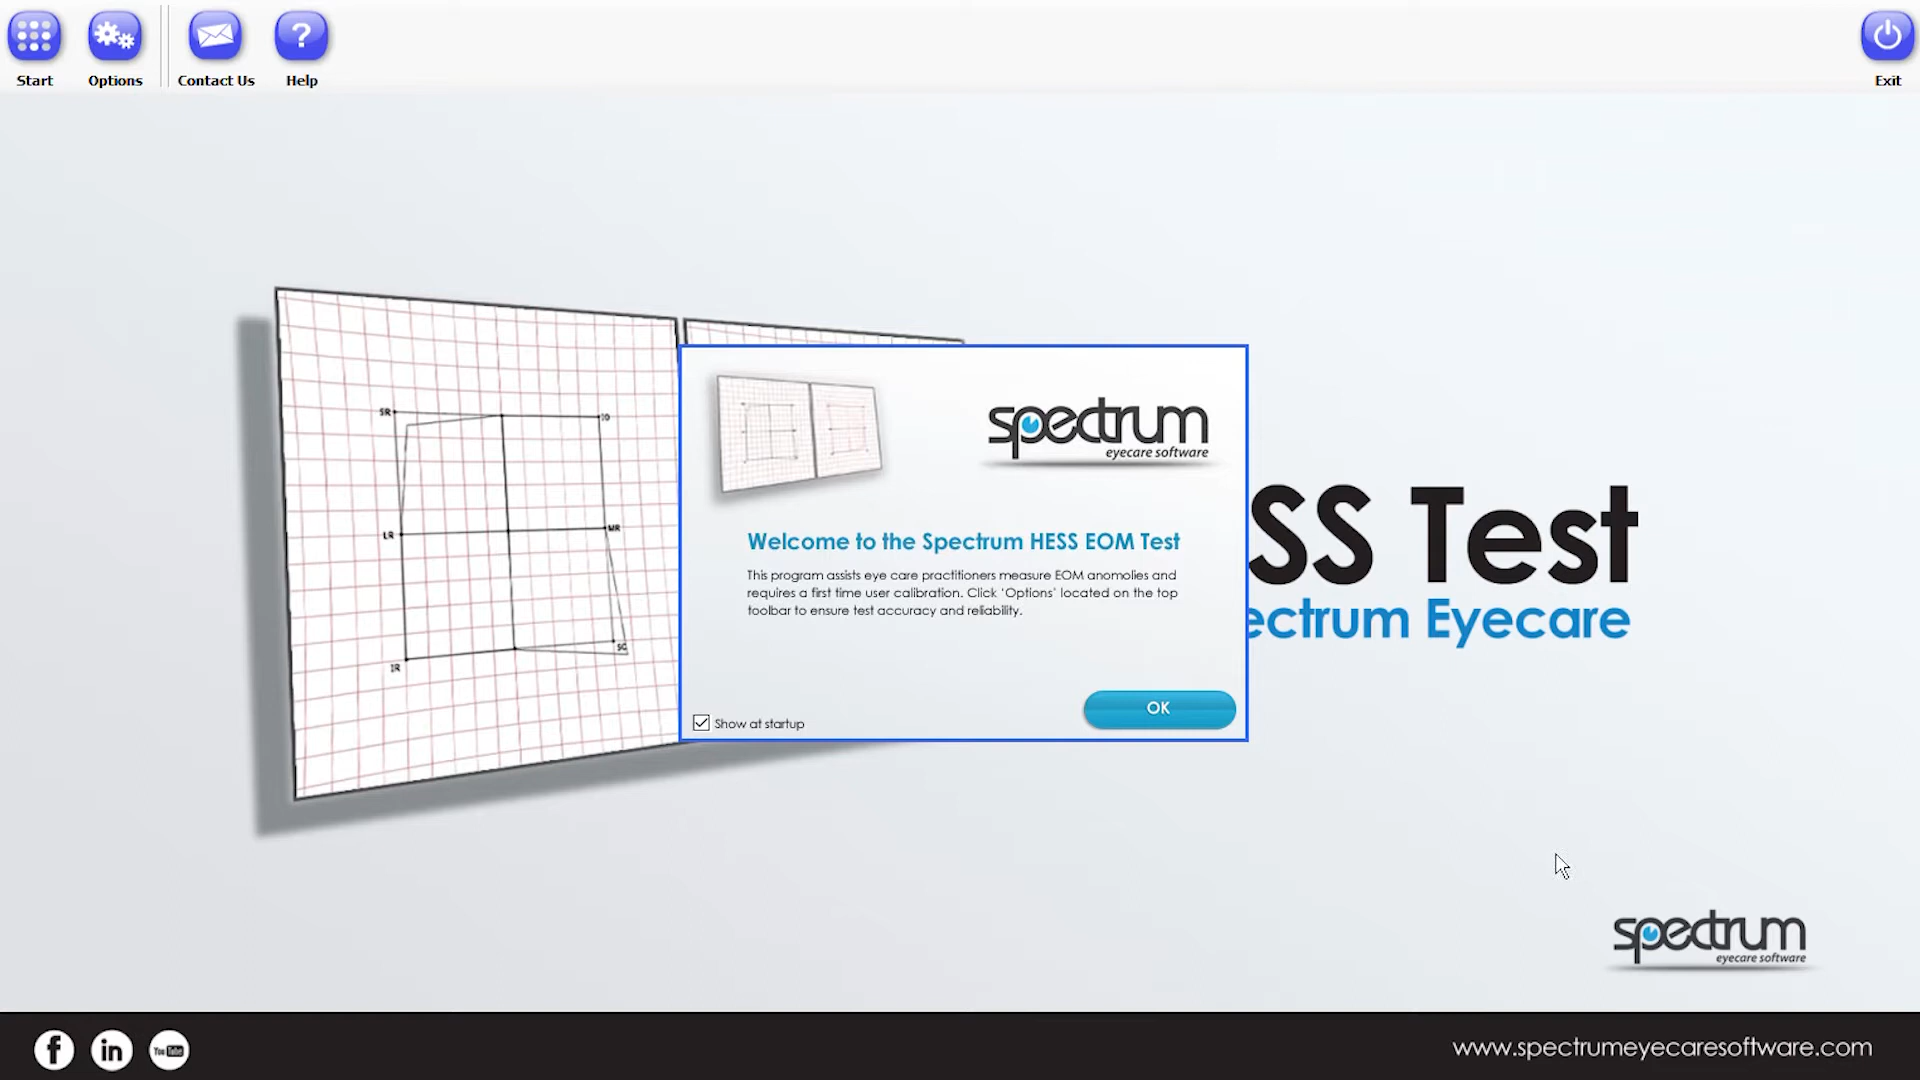 Start
Options
Contact Us
Help
Exit
SR
IO
LR
MR
IR
SO
spectrum
eyecare software
Welcome to the Spectrum HESS EOM Test
This program assists eye care practitioners measure EOM anomolies and
requires a first time user calibration. Click ‘Options’ located on the top
toolbar to ensure test accuracy and reliability.
Show at startup
OK
SS Test
ectrum Eyecare
spectrum
eyecare software
You Tube
www.spectrumeyecaresoftware.com